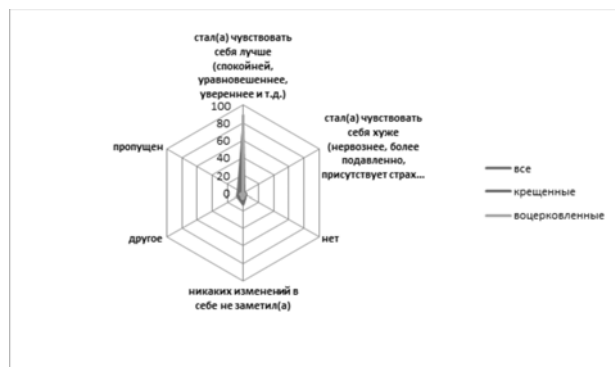 стал(а) чувствовать
себя лучше
(спокойней,
уравновешеннее,
увереннее и т.д.)
100
80
60
40
20
0
стал(а) чувствовать
себя хуже
(нервознее, более
подавленно,
присутствует страх...
нет
никаких изменений в
себе не заметил(а)
другое
пропущен
все
крещенные
воцерковленные